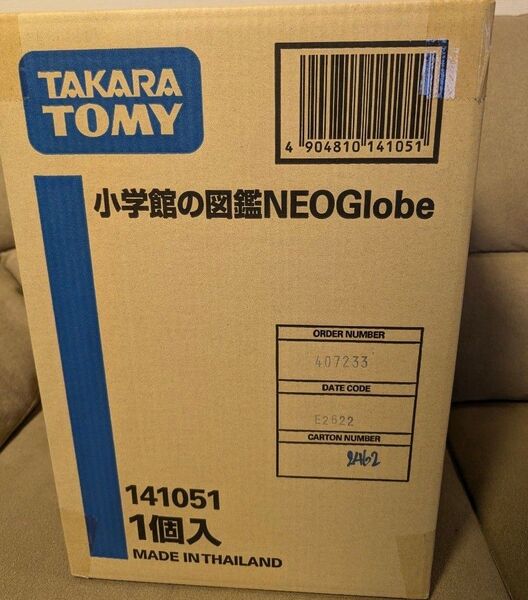 TAKARA
TOMY
4 904810 141051
小学館の図鑑NEOGlobe
ORDER NUMBER
407233
DATE CODE
E2622
CARTON NUMBER
2462
141051
1個入
MADE IN THAILAND